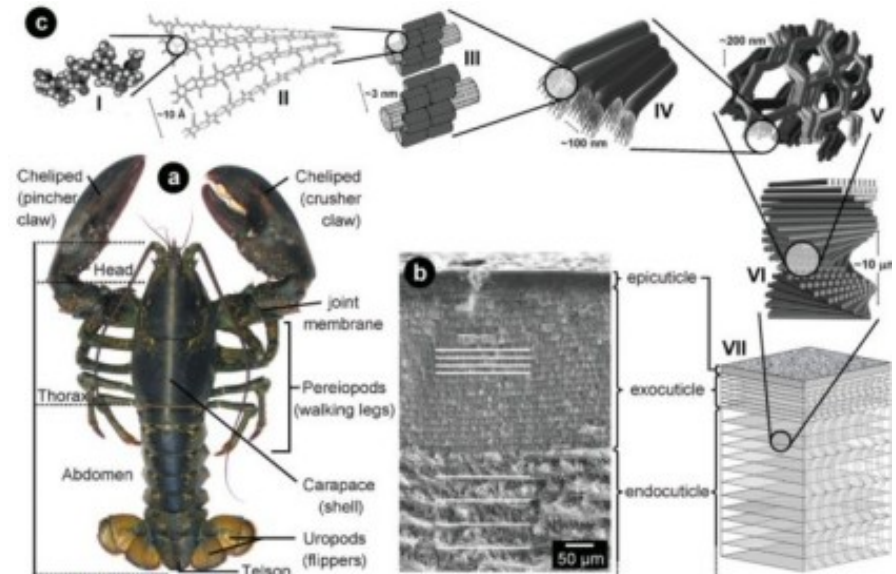 c
I
~10 Å
II
~3 nm
III
~100 nm
IV
~200 nm
V
VI
~10 µm
VII
a
Cheliped
(pincher
claw)
Cheliped
(crusher
claw)
Head
joint
membrane
Thorax
Pereiopods
(walking legs)
Abdomen
Carapace
(shell)
Uropods
(flippers)
Telson
b
epicuticle
exocuticle
endocuticle
50 µm